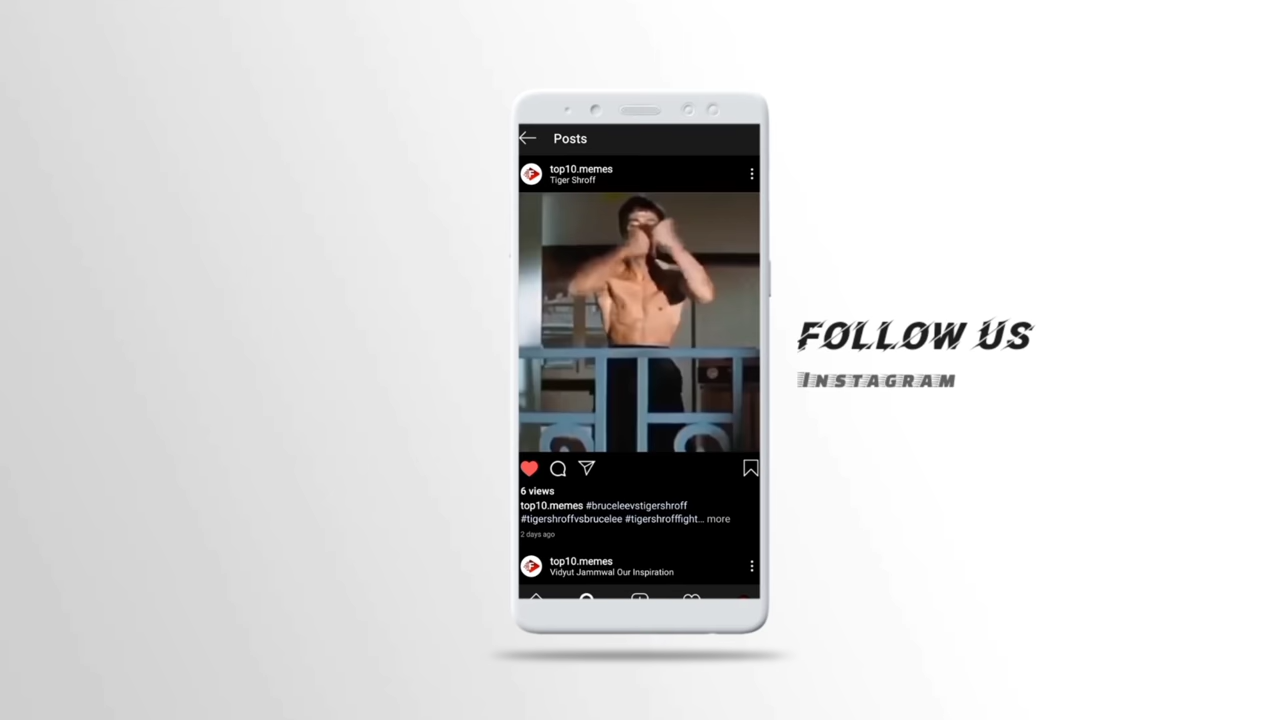 Posts
top10.memes
Tiger Shroff
6 views
top10.memes #bruceleevstigershroff
#tigershroffvsbrucelee #tigershrofffight... more
2 days ago
top10.memes
Vidyut Jammwal Our Inspiration
FOLLOW US
INSTAGRAM